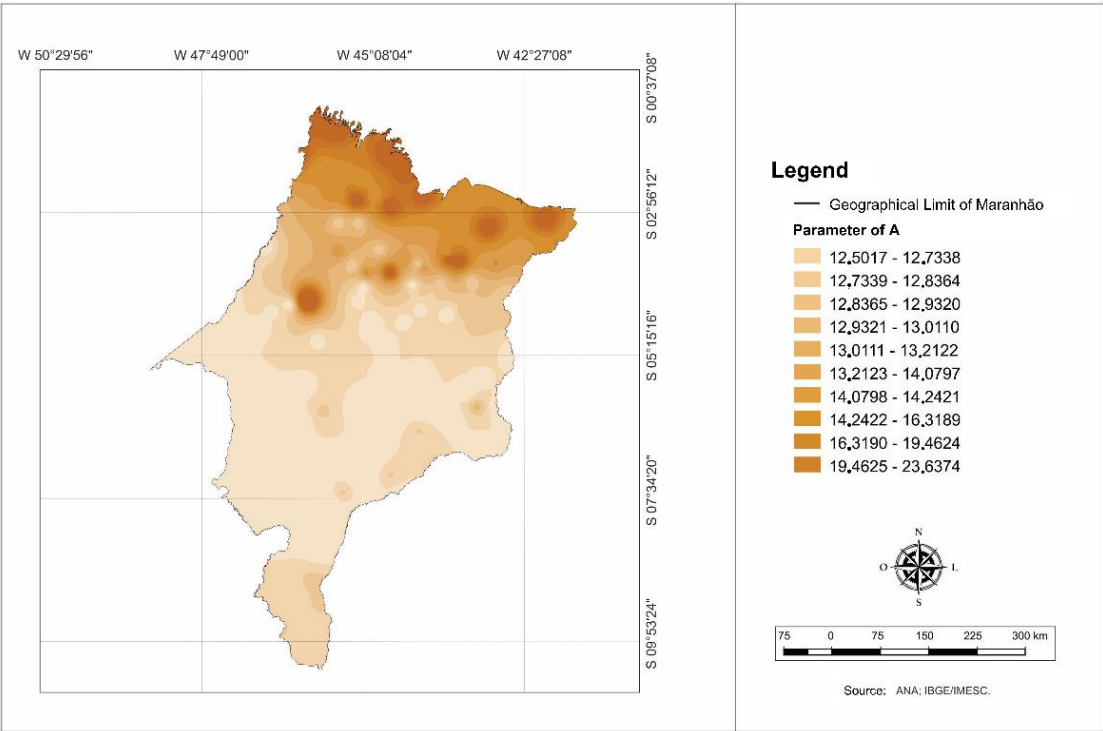 W 50°29'56"
W 47°49'00"
W 45°08'04"
W 42°27'08"
S 00°37'08"
S 02°56'12"
S 05°15'16"
S 07°34'20"
S 09°53'24"
Legend
Geographical Limit of Maranhão
Parameter of A
12.5017 - 12.7338
12.7339 - 12.8364
12.8365 - 12.9320
12.9321 - 13.0110
13.0111 - 13.2122
13.2123 - 14.0797
14.0798 - 14.2421
14.2422 - 16.3189
16.3190 - 19.4624
19.4625 - 23.6374
N
O
L
S
75 0 75 150 225 300 km
Source: ANA; IBGE/IMESC.